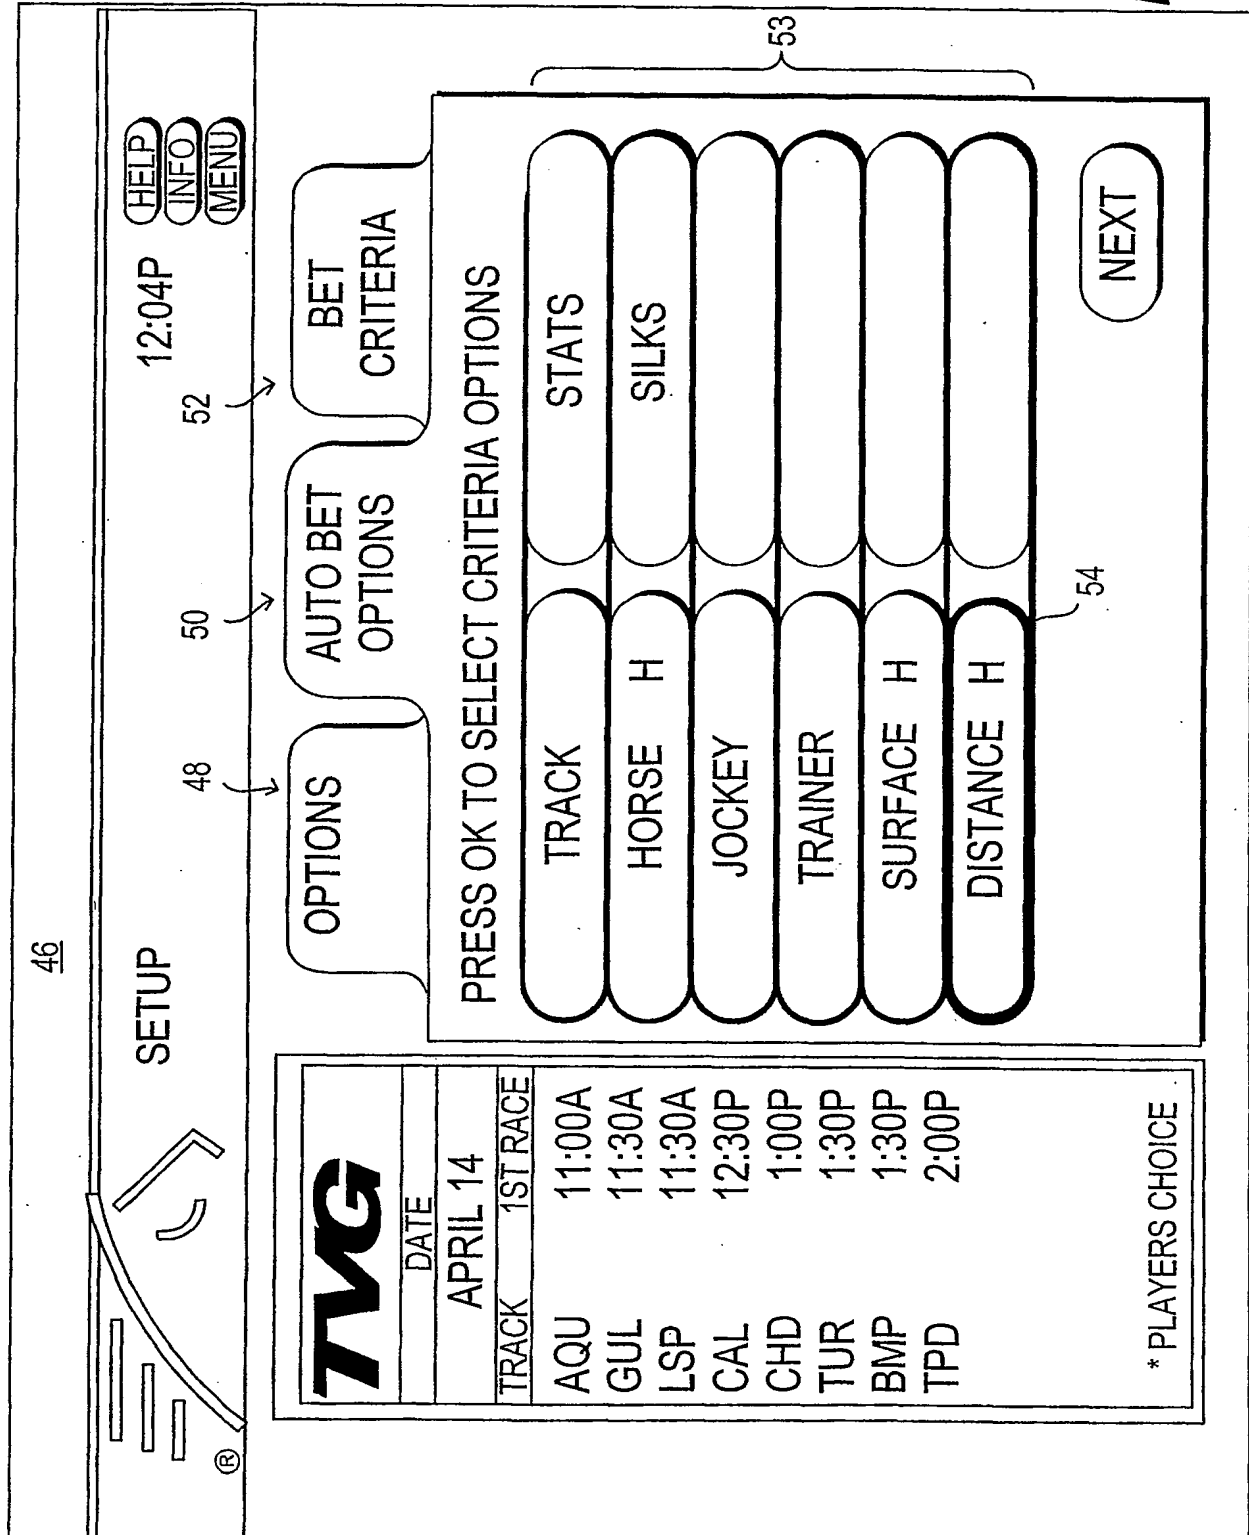 46
SETUP
12:04P
HELP
INFO
MENU
®
48
50
52
OPTIONS
AUTO BET
OPTIONS
BET
CRITERIA
TVG
DATE
APRIL 14
TRACK 1ST RACE
AQU 11:00A
GUL 11:30A
LSP 11:30A
CAL 12:30P
CHD 1:00P
TUR 1:30P
BMP 1:30P
TPD 2:00P
* PLAYERS CHOICE
PRESS OK TO SELECT CRITERIA OPTIONS
TRACK STATS
HORSE H SILKS
JOCKEY
TRAINER
SURFACE H
DISTANCE H
53
54
NEXT